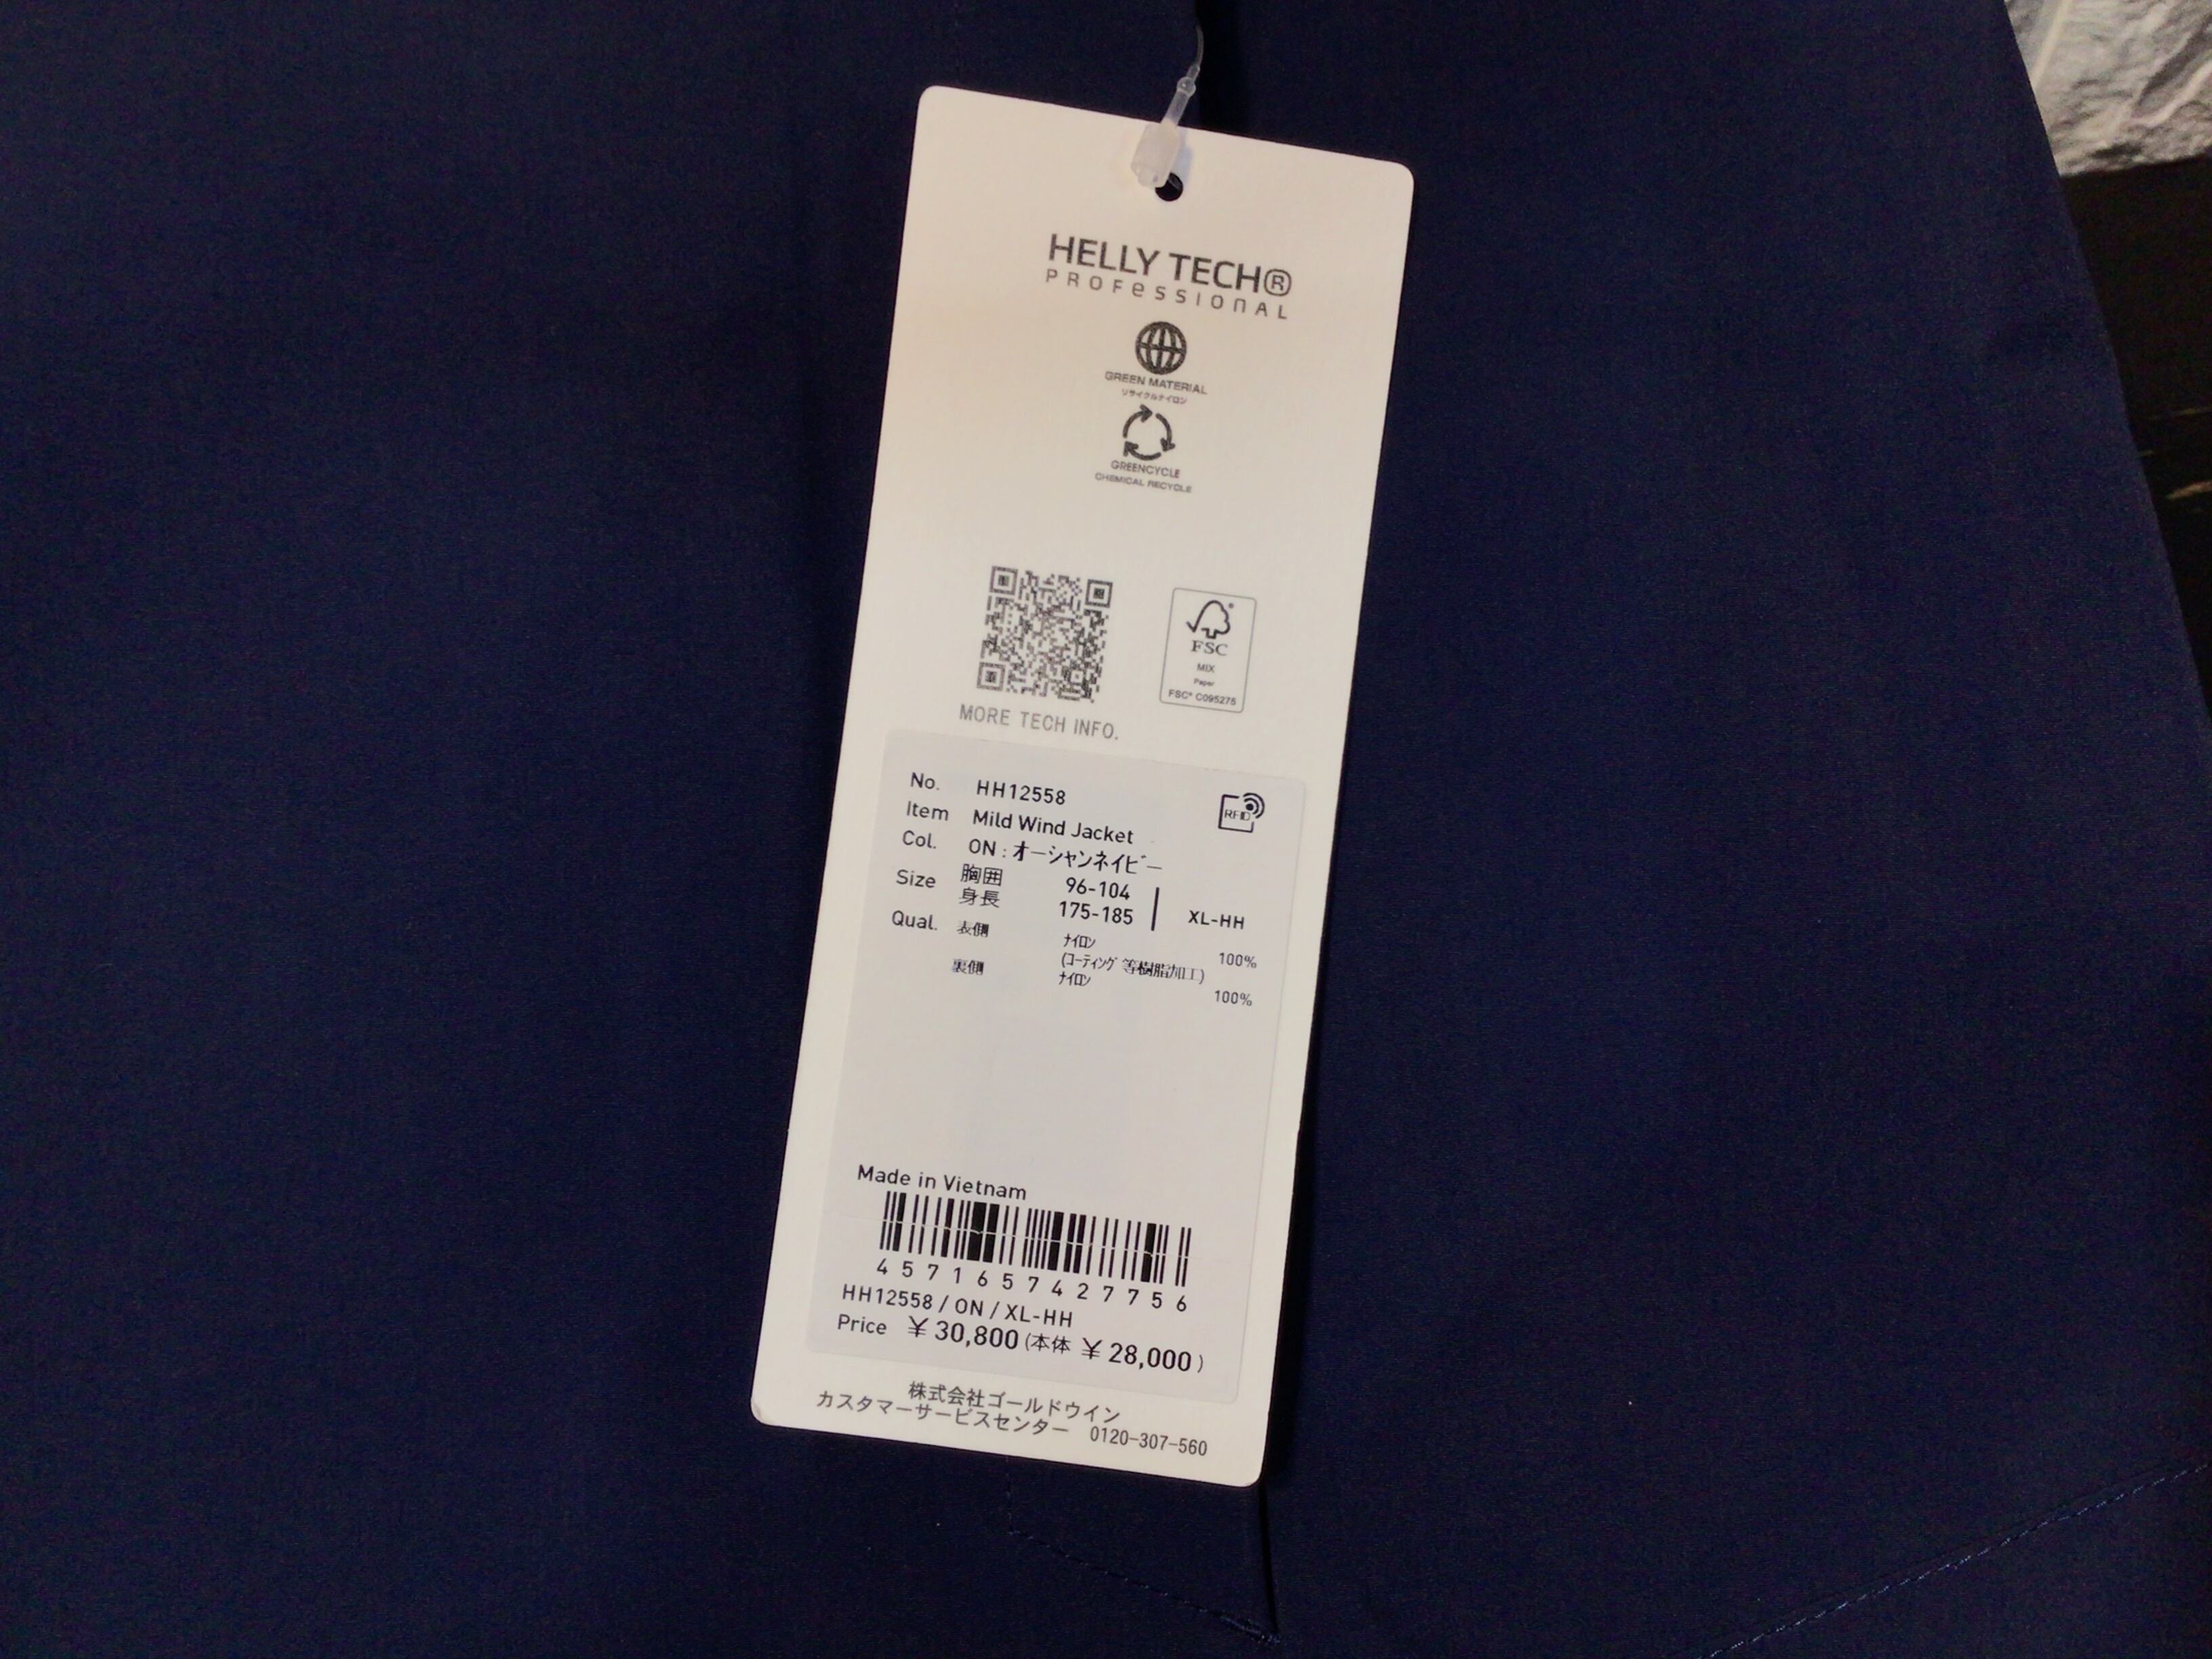 HELLY TECH®
PROFeSSIONAL
GREEN MATERIAL
リサイクルナイロン
GREENCYCLE
CHEMICAL RECYCLE
FSC
MIX
Paper
FSC® C095275
MORE TECH INFO.
No. HH12558
RFID
Item Mild Wind Jacket
Col. ON : オーシャンネイビー
Size 胸囲 96-104
身長 175-185 XL-HH
Qual. 表側 ナイロン 100%
(コーティング等樹脂加工)
裏側 ナイロン 100%
Made in Vietnam
4571657427756
HH12558 / ON / XL-HH
Price ¥30,800 (本体 ¥28,000)
株式会社ゴールドウイン
カスタマーサービスセンター 0120-307-560